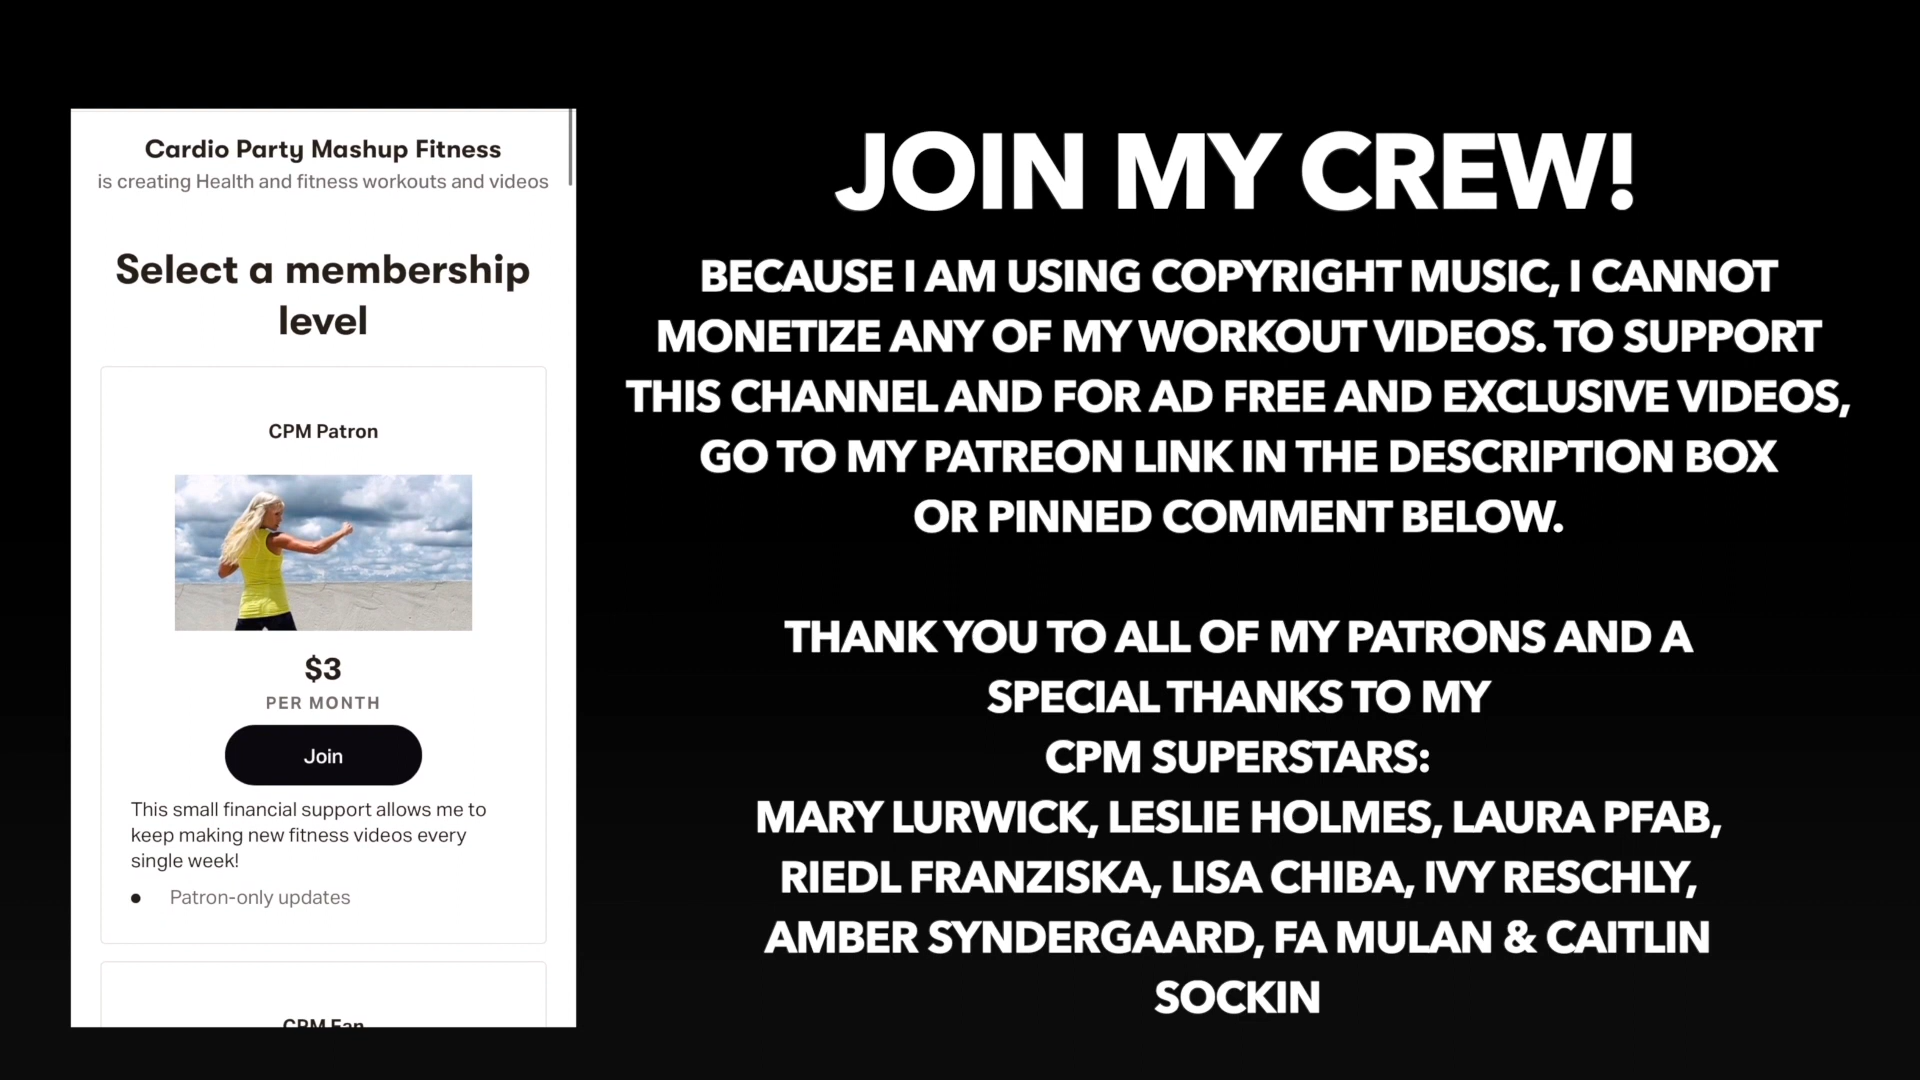 Cardio Party Mashup Fitness
is creating Health and fitness workouts and videos
Select a membership
level
CPM Patron
$3
PER MONTH
Join
This small financial support allows me to
keep making new fitness videos every
single week!
● Patron-only updates
CPM Fan
JOIN MY CREW!
BECAUSE I AM USING COPYRIGHT MUSIC, I CANNOT
MONETIZE ANY OF MY WORKOUT VIDEOS. TO SUPPORT
THIS CHANNEL AND FOR AD FREE AND EXCLUSIVE VIDEOS,
GO TO MY PATREON LINK IN THE DESCRIPTION BOX
OR PINNED COMMENT BELOW.
THANK YOU TO ALL OF MY PATRONS AND A
SPECIAL THANKS TO MY
CPM SUPERSTARS:
MARY LURWICK, LESLIE HOLMES, LAURA PFAB,
RIEDL FRANZISKA, LISA CHIBA, IVY RESCHLY,
AMBER SYNDERGAARD, FA MULAN & CAITLIN
SOCKIN